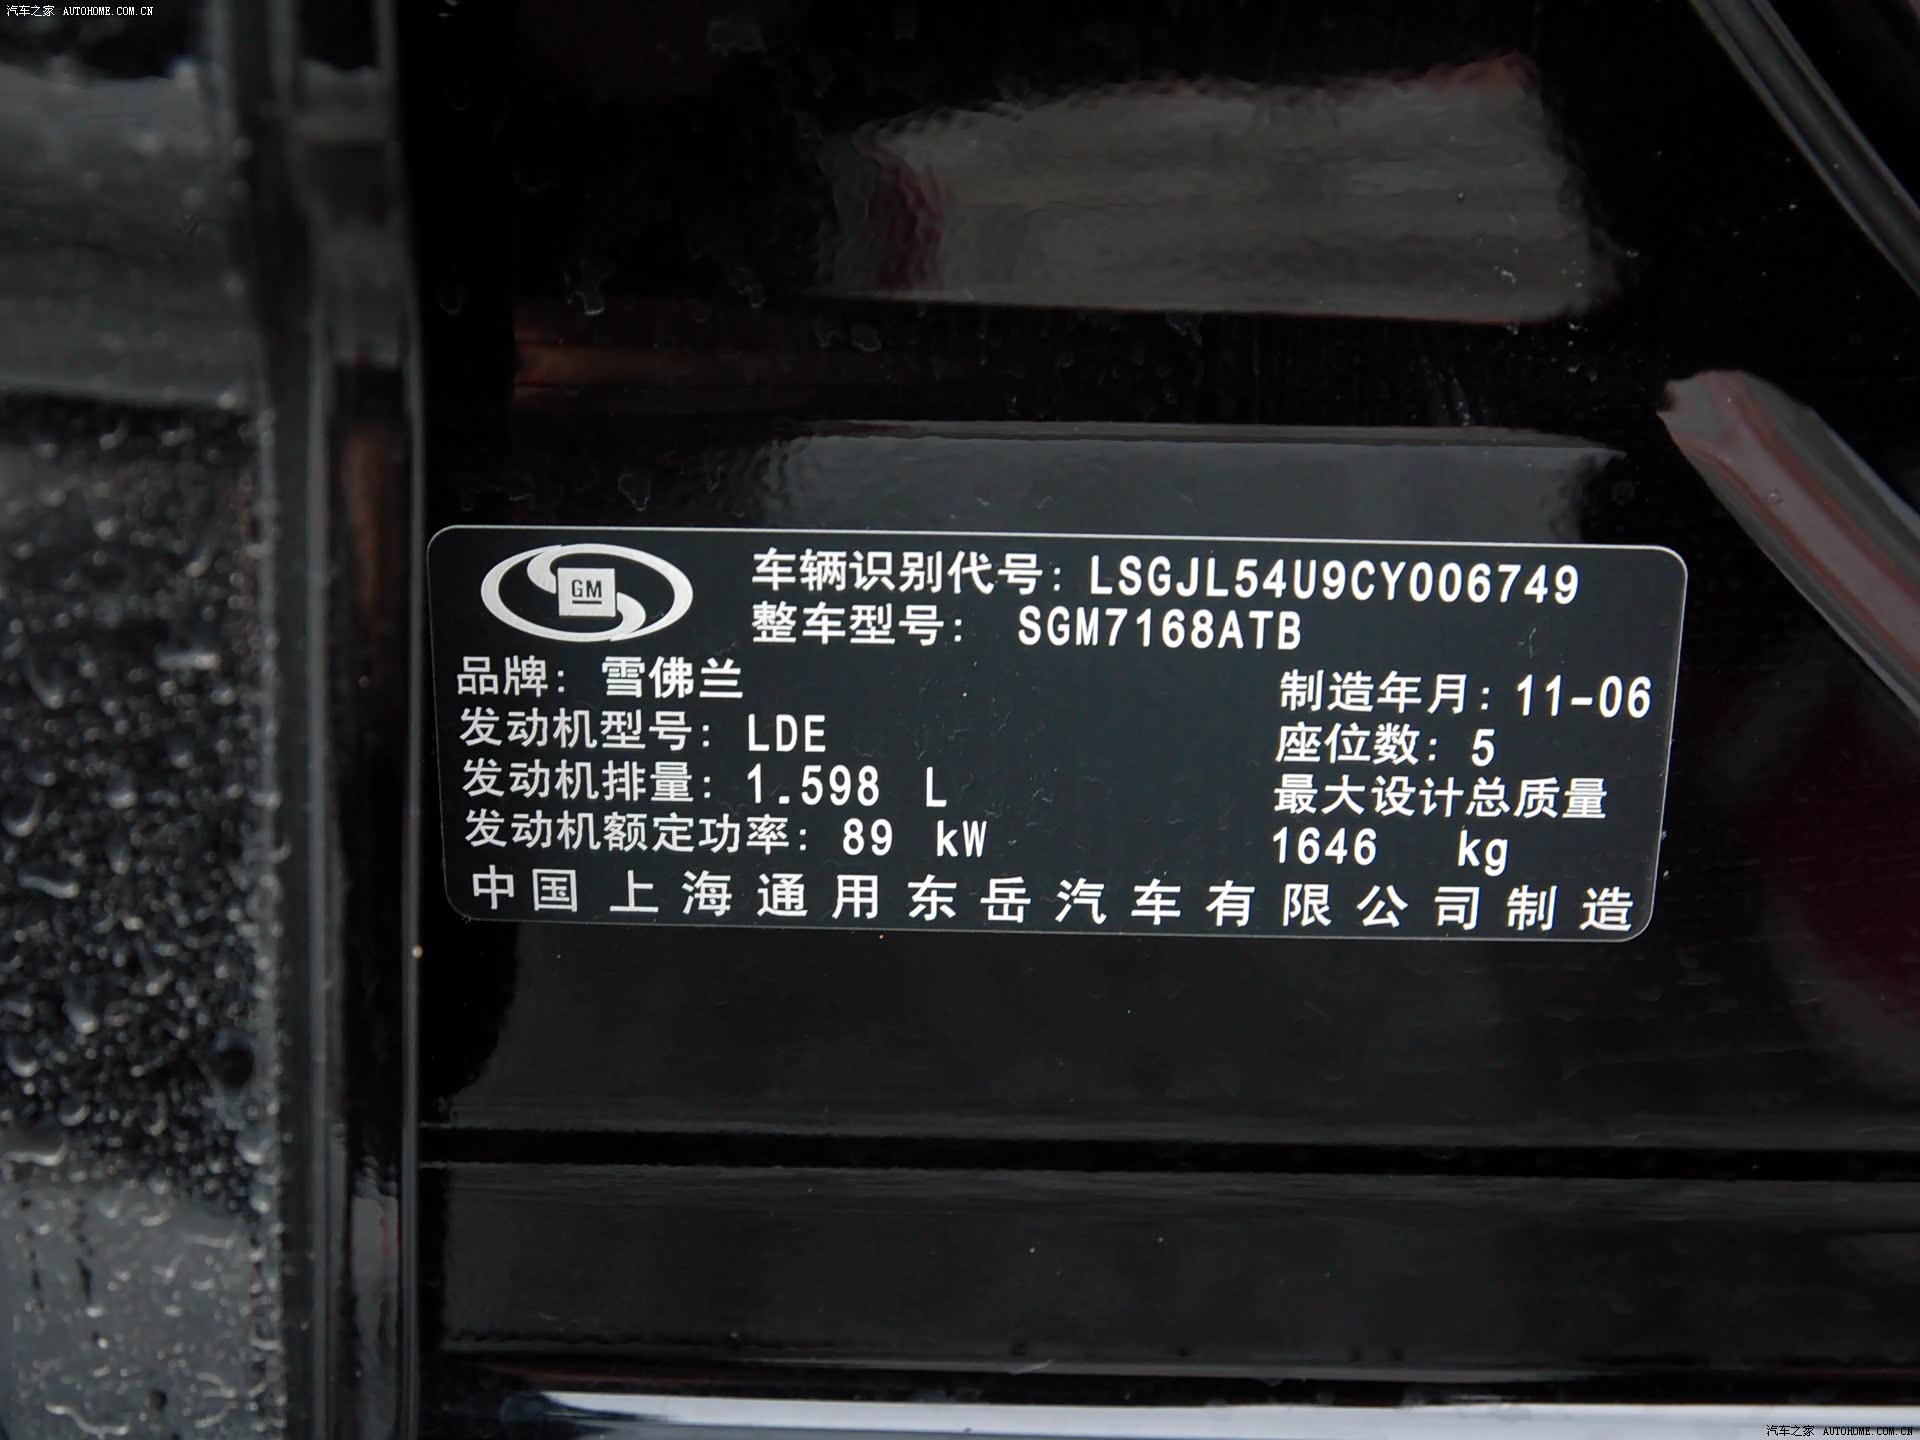 汽车之家 AUTOHOME.COM.CN
GM
车辆识别代号: LSGJL54U9CY006749
整车型号: SGM7168ATB
品牌: 雪佛兰
制造年月: 11-06
发动机型号: LDE
座位数: 5
发动机排量: 1.598 L
最大设计总质量
发动机额定功率: 89 kW
1646 kg
中国 上海通用东岳汽车有限公司制造
汽车之家 AUTOHOME.COM.CN